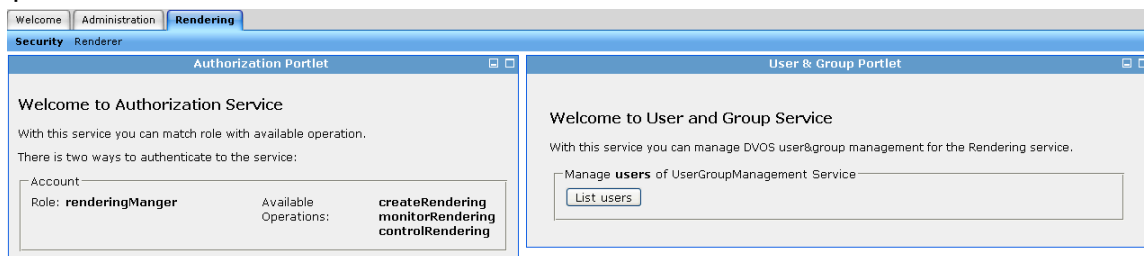 Welcome Administration Rendering
Security Renderer
Authorization Portlet
Welcome to Authorization Service
With this service you can match role with available operation.
There is two ways to authenticate to the service:
Account
Role: renderingManger Available Operations: createRendering
monitorRendering
controlRendering
User & Group Portlet
Welcome to User and Group Service
With this service you can manage DVOS user&group management for the Rendering service.
Manage users of UserGroupManagement Service
List users